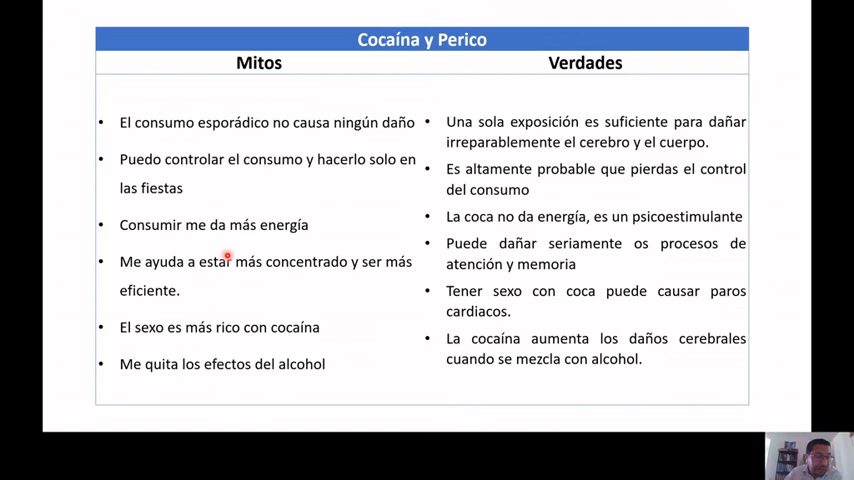 Cocaína y Perico
Mitos
Verdades
• El consumo esporádico no causa ningún daño
• Puedo controlar el consumo y hacerlo solo en
las fiestas
• Consumir me da más energía
• Me ayuda a estar más concentrado y ser más
eficiente.
• El sexo es más rico con cocaína
• Me quita los efectos del alcohol
• Una sola exposición es suficiente para dañar
irreparablemente el cerebro y el cuerpo.
• Es altamente probable que pierdas el control
del consumo
• La coca no da energía, es un psicoestimulante
• Puede dañar seriamente os procesos de
atención y memoria
• Tener sexo con coca puede causar paros
cardiacos.
• La cocaína aumenta los daños cerebrales
cuando se mezcla con alcohol.